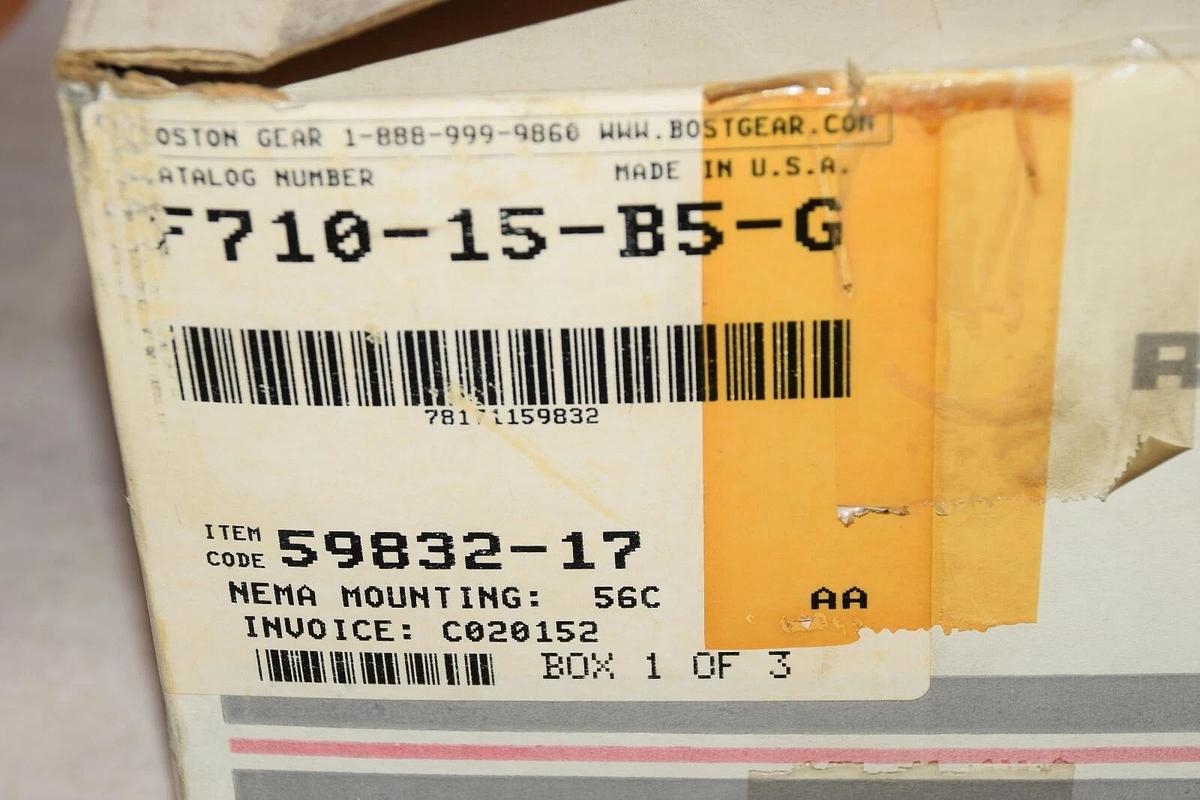 OSTON GEAR 1-888-999-9860 WWW.BOSTGEAR.COM
ATALOG NUMBER MADE IN U.S.A.
F710-15-B5-G
ITEM CODE 59832-17
NEMA MOUNTING: 56C AA
INVOICE: C020152
BOX 1 OF 3